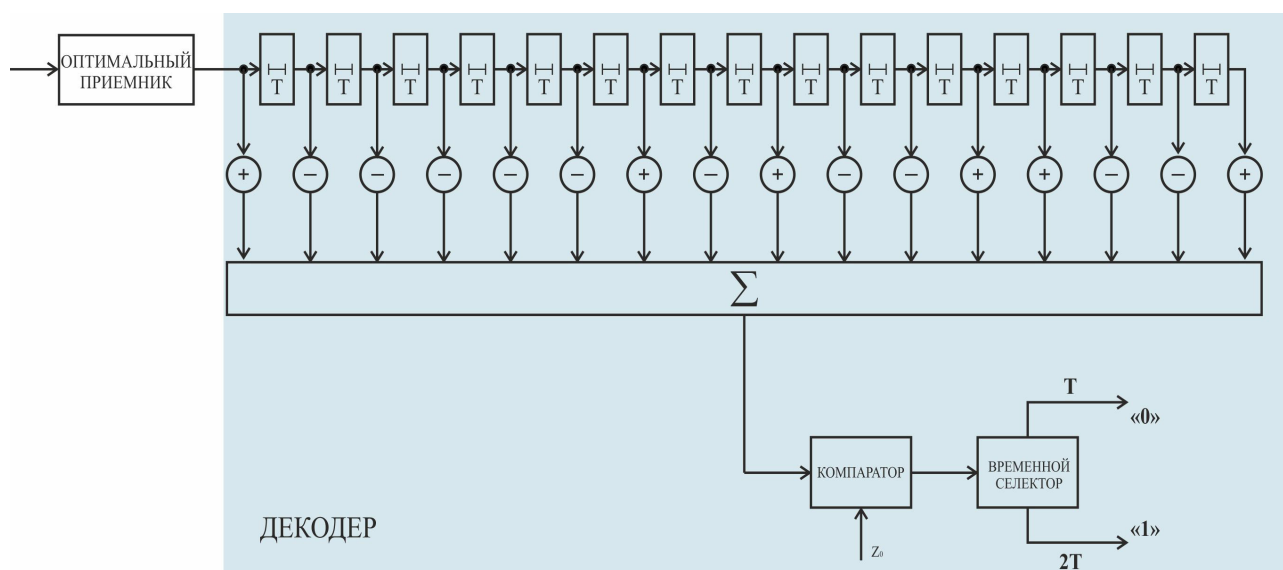 ОПТИМАЛЬНЫЙ
ПРИЕМНИК
T T T T T T T T T T T T T T T
+ − − − − − + − + − − + + − − +
Σ
T
«0»
КОМПАРАТОР
ВРЕМЕННОЙ
СЕЛЕКТОР
ДЕКОДЕР
Z₀
«1»
2T